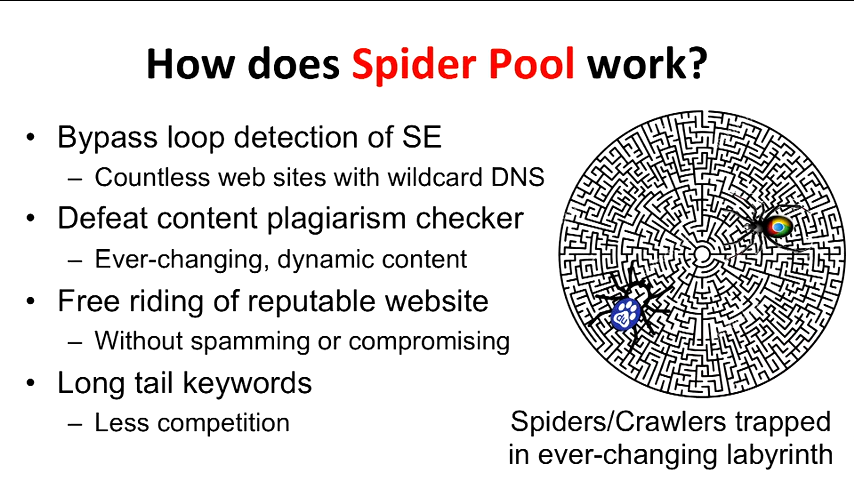 How does Spider Pool work?
• Bypass loop detection of SE
– Countless web sites with wildcard DNS
• Defeat content plagiarism checker
– Ever-changing, dynamic content
• Free riding of reputable website
– Without spamming or compromising
• Long tail keywords
– Less competition
du
Spiders/Crawlers trapped
in ever-changing labyrinth